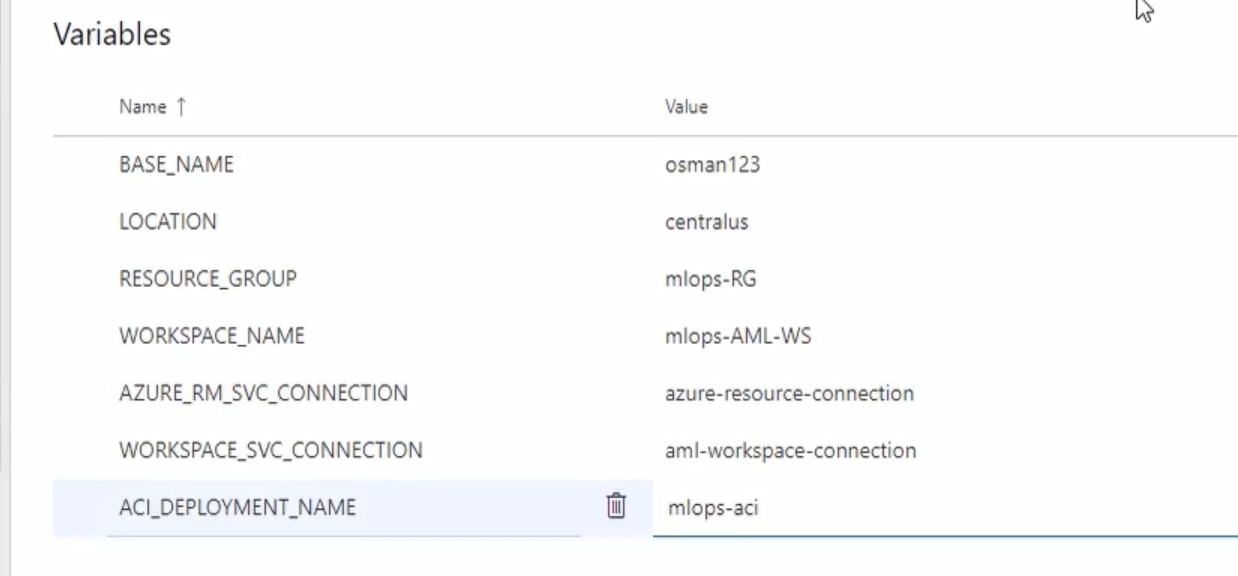 Variables
Name ↑ Value
BASE_NAME osman123
LOCATION centralus
RESOURCE_GROUP mlops-RG
WORKSPACE_NAME mlops-AML-WS
AZURE_RM_SVC_CONNECTION azure-resource-connection
WORKSPACE_SVC_CONNECTION aml-workspace-connection
ACI_DEPLOYMENT_NAME mlops-aci